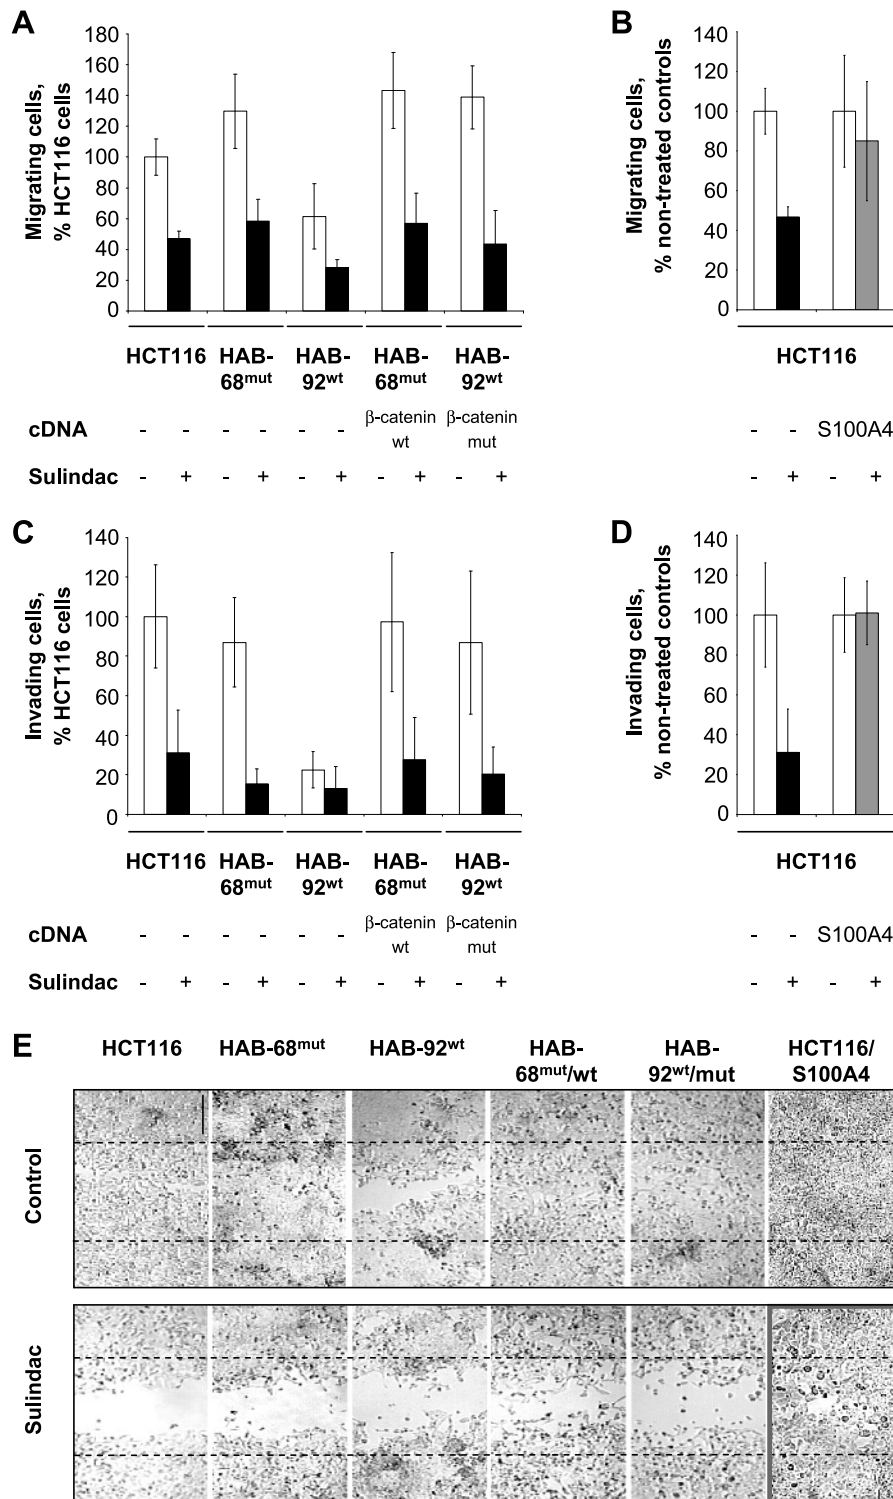 A
Migrating cells,
% HCT116 cells
180
160
140
120
100
80
60
40
20
0
HCT116 HAB-68ᵐᵘᵗ HAB-92ʷᵗ HAB-68ᵐᵘᵗ HAB-92ʷᵗ
cDNA - - - - - - β-catenin wt β-catenin mut
Sulindac - + - + - + - + - +
B
Migrating cells,
% non-treated controls
140
120
100
80
60
40
20
0
HCT116
- - S100A4
- + - +
C
Invading cells,
% HCT116 cells
140
120
100
80
60
40
20
0
HCT116 HAB-68ᵐᵘᵗ HAB-92ʷᵗ HAB-68ᵐᵘᵗ HAB-92ʷᵗ
cDNA - - - - - - β-catenin wt β-catenin mut
Sulindac - + - + - + - + - +
D
Invading cells,
% non-treated controls
140
120
100
80
60
40
20
0
HCT116
- - S100A4
- + - +
E
HCT116 HAB-68ᵐᵘᵗ HAB-92ʷᵗ HAB-68ᵐᵘᵗ/wt HAB-92ʷᵗ/mut HCT116/S100A4
Control
Sulindac